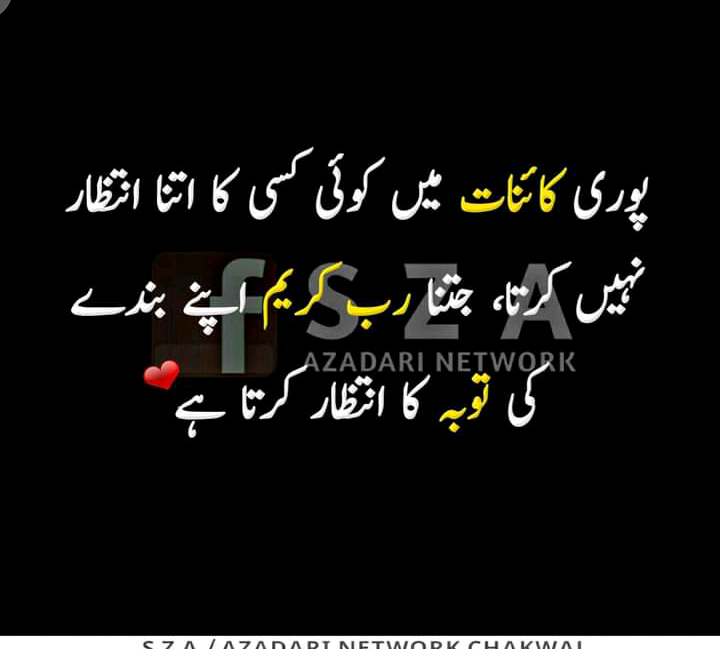 پوری کائنات میں کوئی کسی کا اتنا انتظار
نہیں کرتا، جتنا رب کریم اپنے بندے
کی توبہ کا انتظار کرتا ہے
f S Z A
AZADARI NETWORK
S Z A / AZADARI NETWORK CHAKWAL